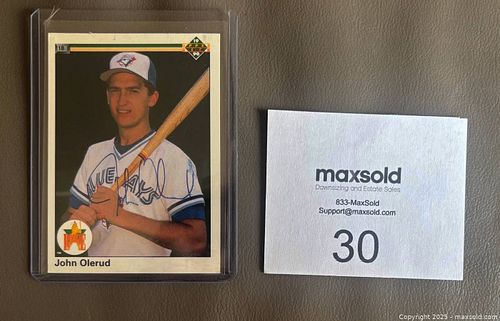 BLUE JAYS
John Olerud
maxsold
Downsizing and Estate Sales
833-MaxSold
Support@maxsold.com
30
Copyright 2023 - maxsold.com